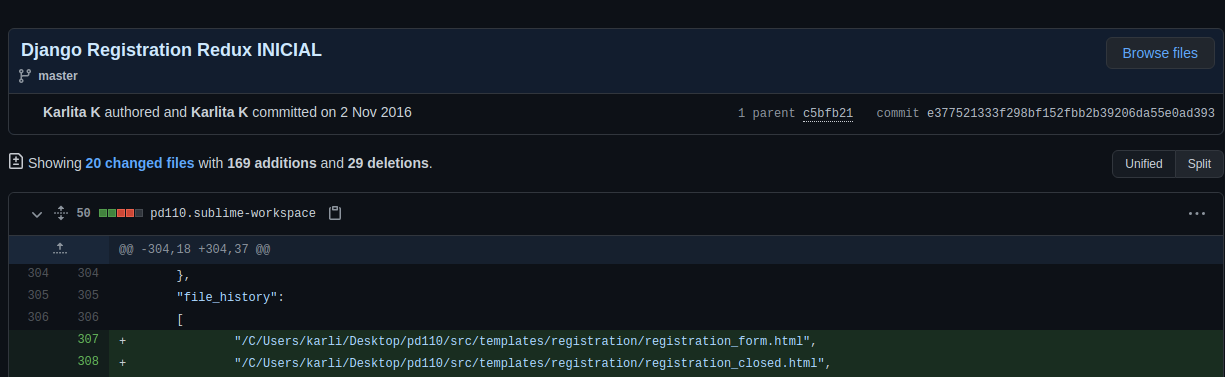 Django Registration Redux INICIAL
Browse files
master
Karlita K authored and Karlita K committed on 2 Nov 2016
1 parent c5bfb21 commit e377521333f298bf152fbb2b39206da55e0ad393
Showing 20 changed files with 169 additions and 29 deletions.
Unified Split
50 pd110.sublime-workspace
@@ -304,18 +304,37 @@
304 304 },
305 305 "file_history":
306 306 [
307 + "/C/Users/karli/Desktop/pd110/src/templates/registration/registration_form.html",
308 + "/C/Users/karli/Desktop/pd110/src/templates/registration/registration_closed.html",